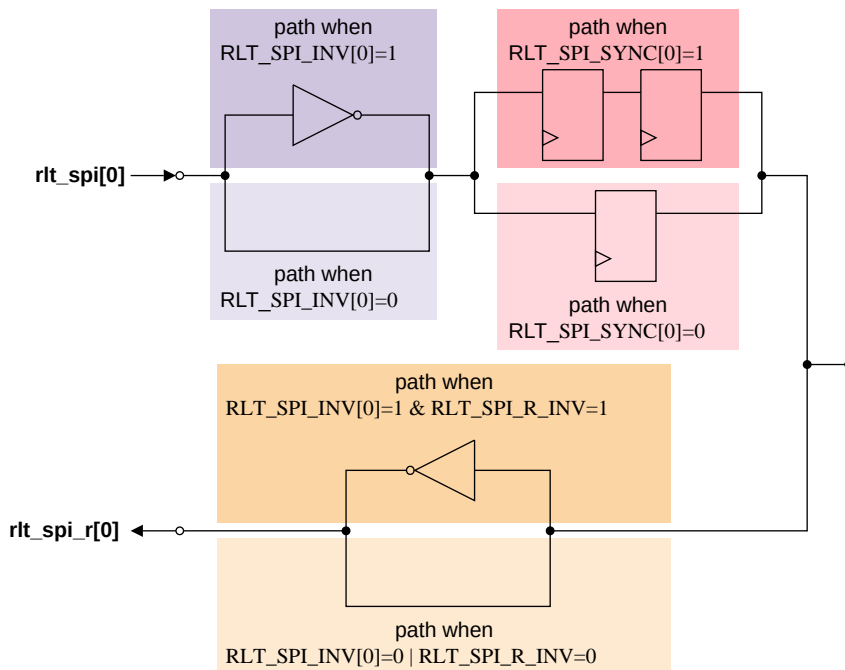 path when
RLT_SPI_INV[0]=1
path when
RLT_SPI_SYNC[0]=1
rlt_spi[0]
path when
RLT_SPI_INV[0]=0
path when
RLT_SPI_SYNC[0]=0
path when
RLT_SPI_INV[0]=1 & RLT_SPI_R_INV=1
rlt_spi_r[0]
path when
RLT_SPI_INV[0]=0 | RLT_SPI_R_INV=0